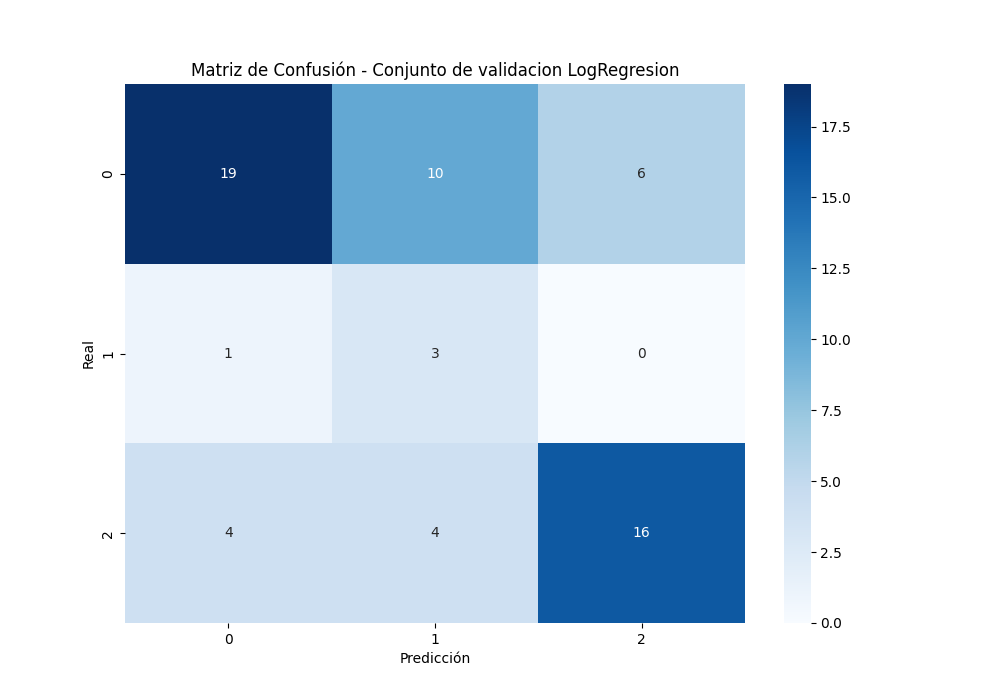 Matriz de Confusión - Conjunto de validacion LogRegresion
0 19 10 6
1 1 3 0
2 4 4 16
Real
0 1 2
Predicción
17.5
15.0
12.5
10.0
7.5
5.0
2.5
0.0